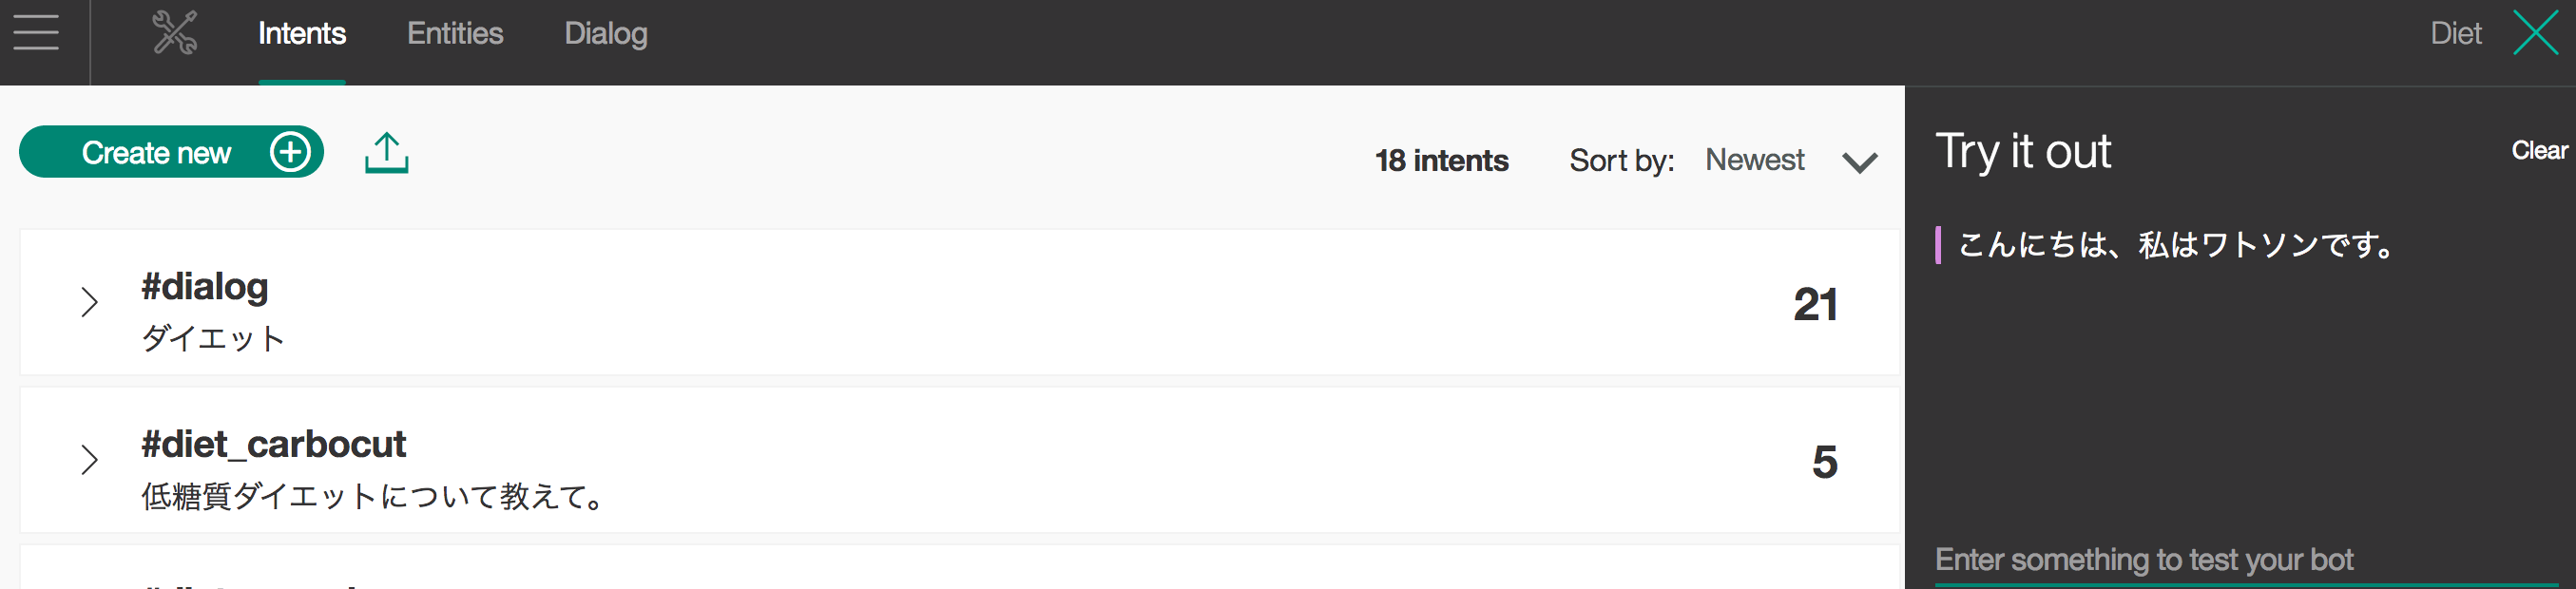 Intents Entities Dialog Diet
Create new 18 intents Sort by: Newest
#dialog 21
ダイエット
#diet_carbocut 5
低糖質ダイエットについて教えて。
Try it out Clear
こんにちは、私はワトソンです。
Enter something to test your bot